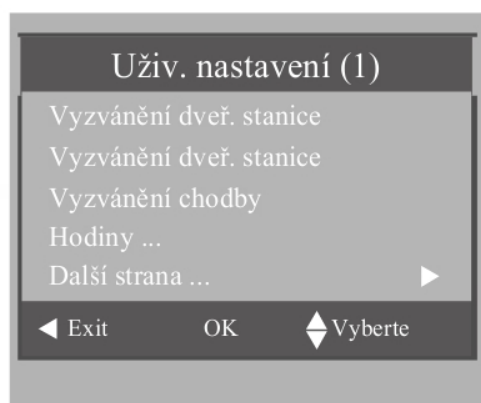 Uživ. nastavení (1)
Vyzvánění dveř. stanice
Vyzvánění dveř. stanice
Vyzvánění chodby
Hodiny ...
Další strana ...
Exit OK Vyberte